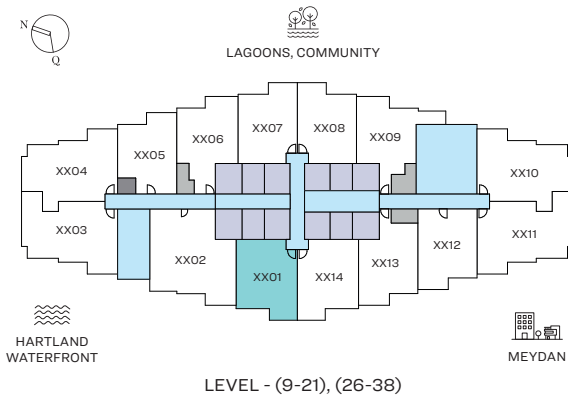 N
Q
LAGOONS, COMMUNITY
XX07
XX08
XX06
XX09
XX05
XX04
XX10
XX03
XX11
XX02
XX12
XX13
XX01
XX14
HARTLAND
WATERFRONT
MEYDAN
LEVEL - (9-21), (26-38)